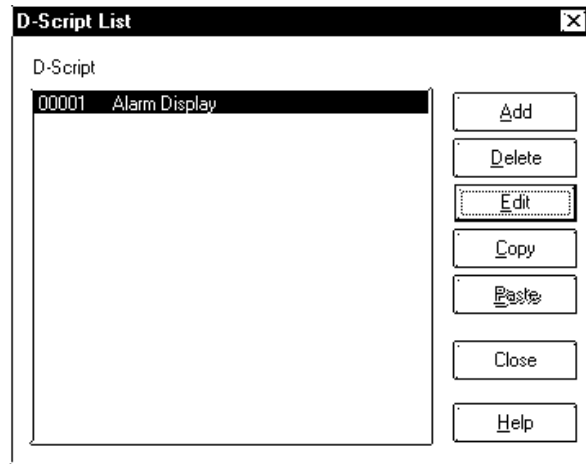 D-Script List
D-Script
00001 Alarm Display
Add
Delete
Edit
Copy
Paste
Close
Help